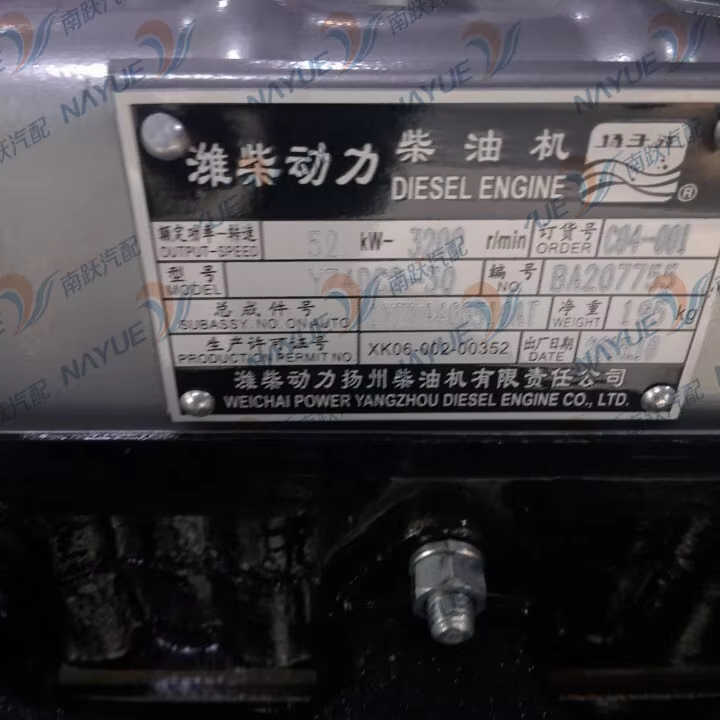 潍柴动力 柴油机
DIESEL ENGINE ®
额定功率—转速 OUTPUT-SPEED 52 kW- 3200 r/min 订货号 ORDER C04-001
型号 MODEL 编号 NO. BA207755
总成件号 SUBASSY. NO. ON AUTO 净重 WEIGHT kg
生产许可证号 PRODUCTION PERMIT NO XK06-002-00352 出厂日期 DATE
潍柴动力扬州柴油机有限责任公司
WEICHAI POWER YANGZHOU DIESEL ENGINE CO., LTD.
NAYUE 南跃汽配